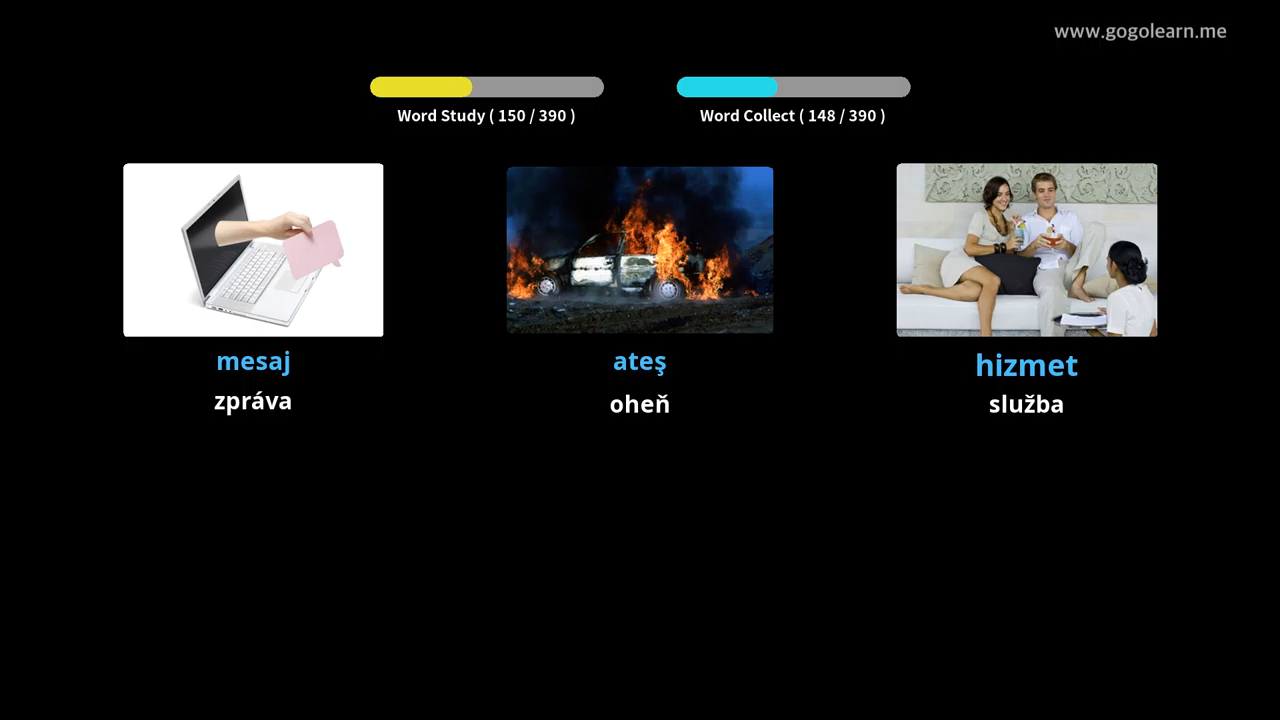 www.gogolearn.me
Word Study ( 150 / 390 )
Word Collect ( 148 / 390 )
mesaj
zpráva
ateş
oheň
hizmet
služba